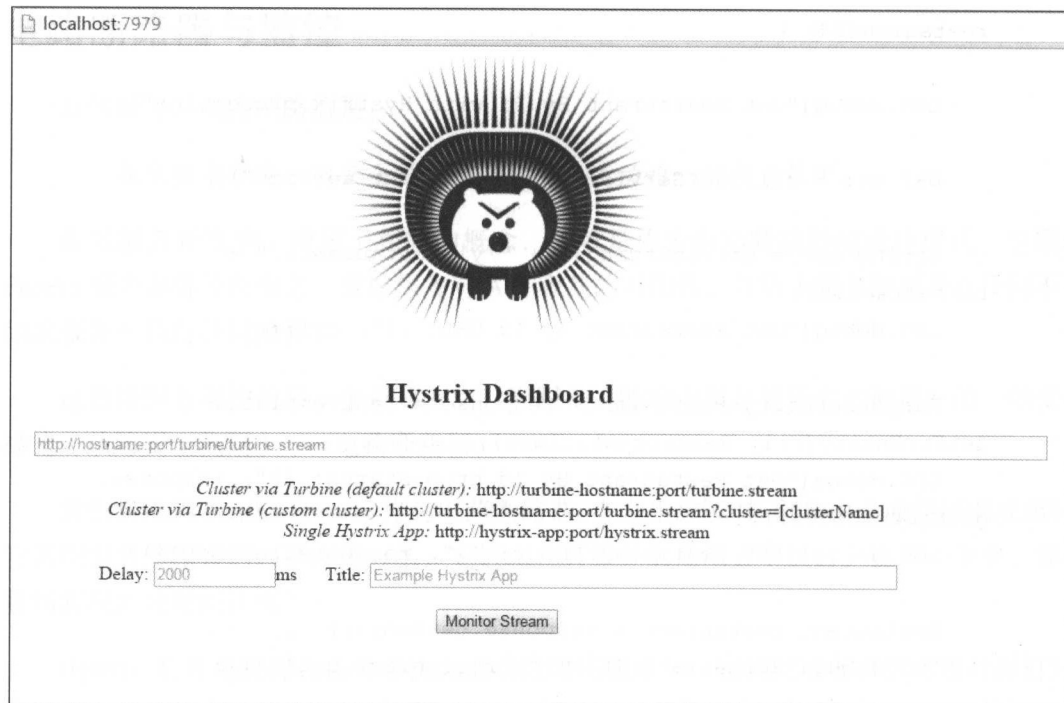 localhost:7979
Hystrix Dashboard
http://hostname:port/turbine/turbine.stream
Cluster via Turbine (default cluster): http://turbine-hostname:port/turbine.stream
Cluster via Turbine (custom cluster): http://turbine-hostname:port/turbine.stream?cluster=[clusterName]
Single Hystrix App: http://hystrix-app:port/hystrix.stream
Delay: 2000 ms Title: Example Hystrix App
Monitor Stream